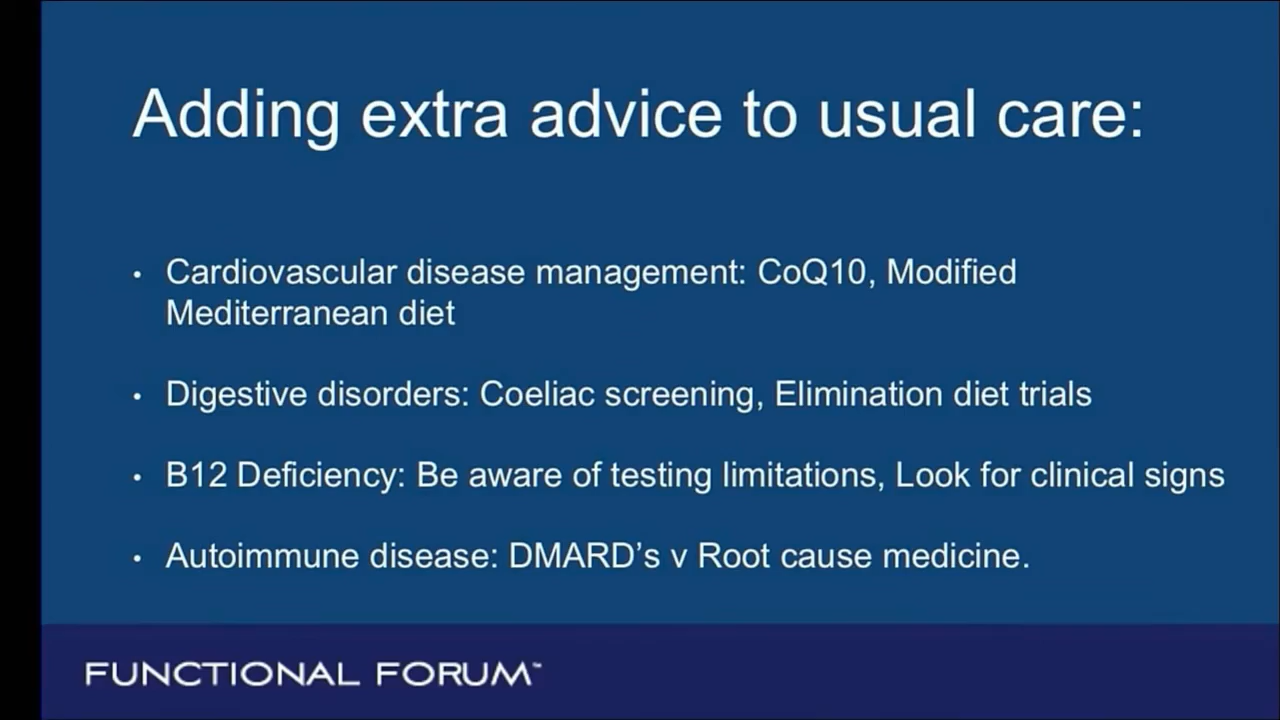 Adding extra advice to usual care:
• Cardiovascular disease management: CoQ10, Modified
Mediterranean diet
• Digestive disorders: Coeliac screening, Elimination diet trials
• B12 Deficiency: Be aware of testing limitations, Look for clinical signs
• Autoimmune disease: DMARD’s v Root cause medicine.
FUNCTIONAL FORUM™